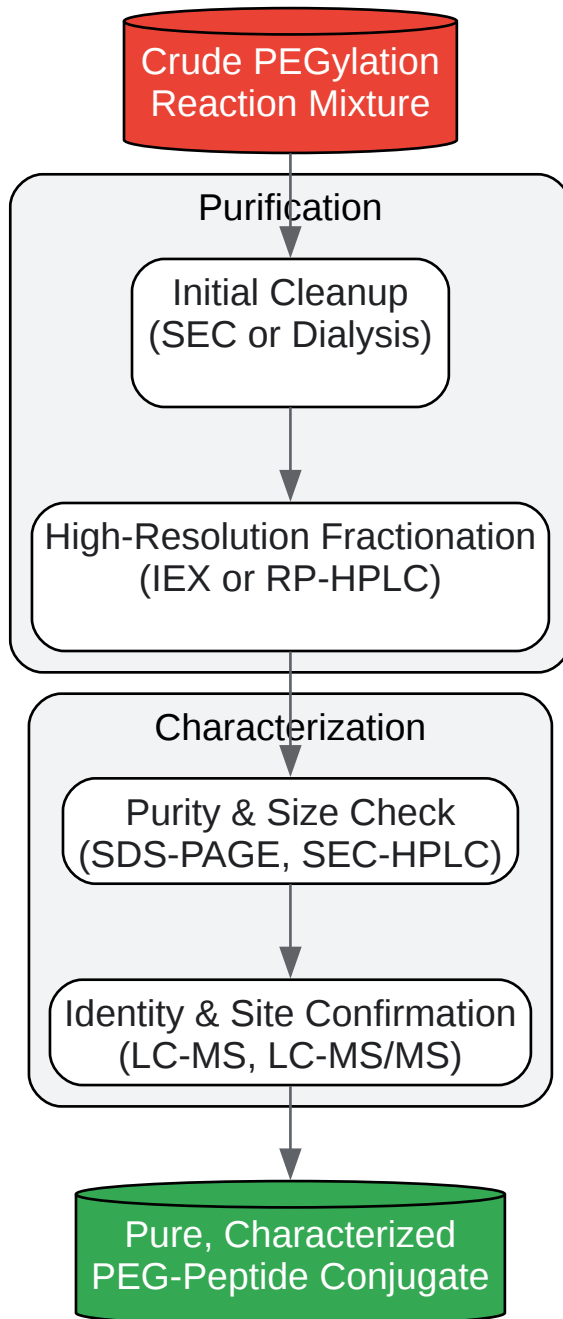 Crude PEGylation
Reaction Mixture
Purification
Initial Cleanup
(SEC or Dialysis)
High-Resolution Fractionation
(IEX or RP-HPLC)
Characterization
Purity & Size Check
(SDS-PAGE, SEC-HPLC)
Identity & Site Confirmation
(LC-MS, LC-MS/MS)
Pure, Characterized
PEG-Peptide Conjugate